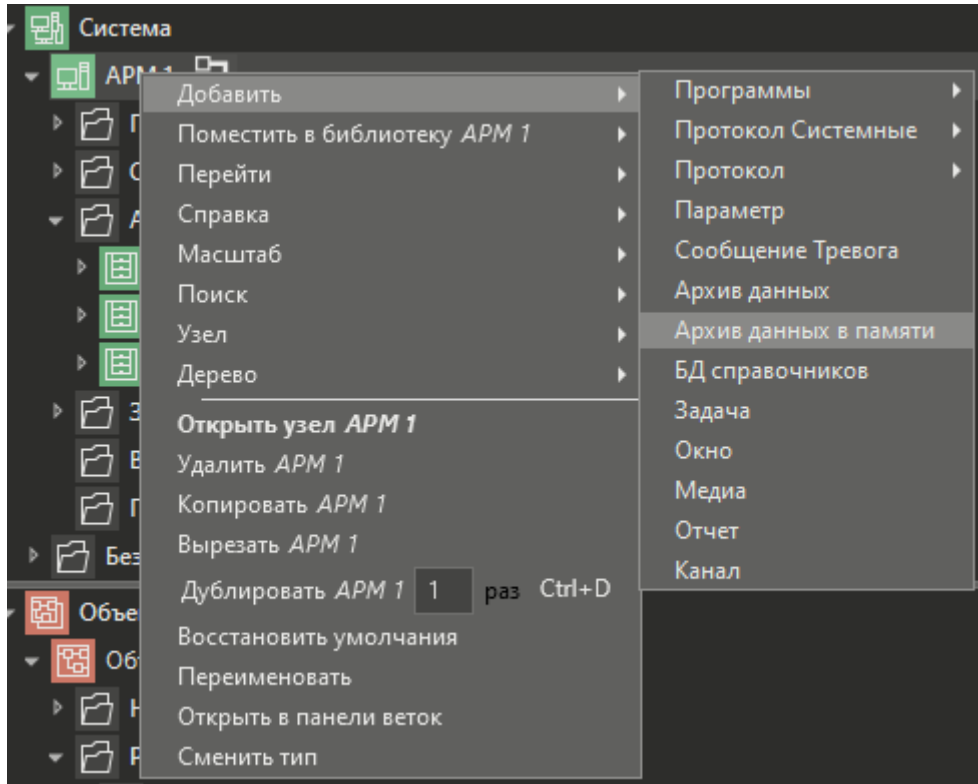 Система
АРМ 1
Добавить
Поместить в библиотеку АРМ 1
Перейти
Справка
Масштаб
Поиск
Узел
Дерево
Открыть узел АРМ 1
Удалить АРМ 1
Копировать АРМ 1
Вырезать АРМ 1
Дублировать АРМ 1 1 раз Ctrl+D
Восстановить умолчания
Переименовать
Открыть в панели веток
Сменить тип
Программы
Протокол Системные
Протокол
Параметр
Сообщение Тревога
Архив данных
Архив данных в памяти
БД справочников
Задача
Окно
Медиа
Отчет
Канал